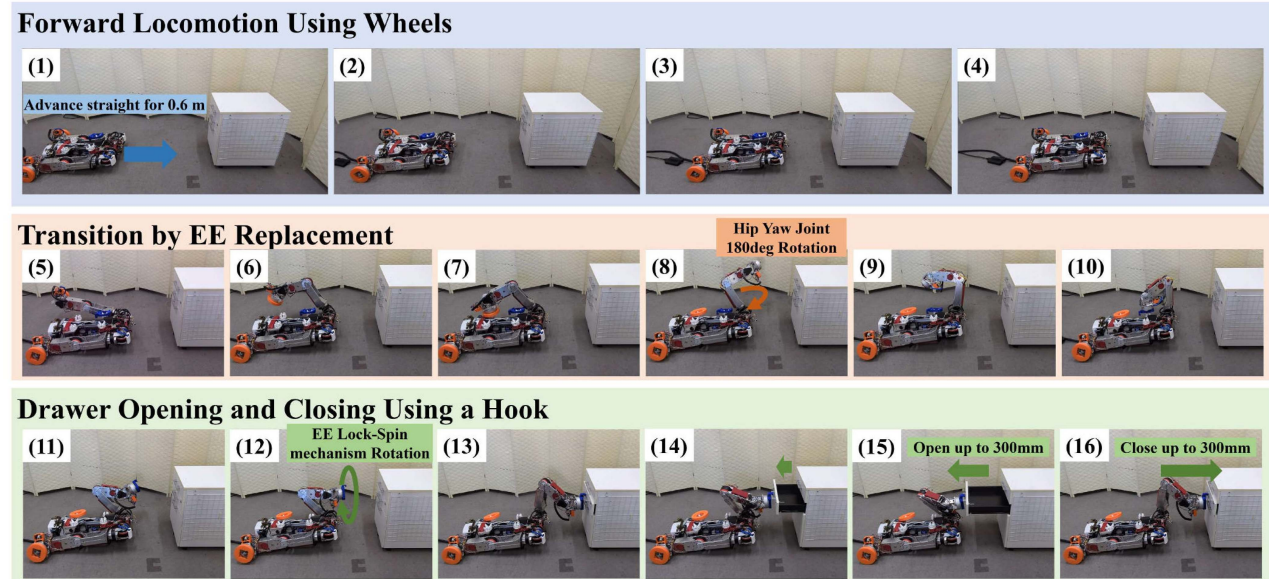 Forward Locomotion Using Wheels
(1)
Advance straight for 0.6 m
(2)
(3)
(4)
Transition by EE Replacement
(5)
(6)
(7)
(8)
Hip Yaw Joint
180deg Rotation
(9)
(10)
Drawer Opening and Closing Using a Hook
(11)
(12)
EE Lock-Spin
mechanism Rotation
(13)
(14)
(15)
Open up to 300mm
(16)
Close up to 300mm